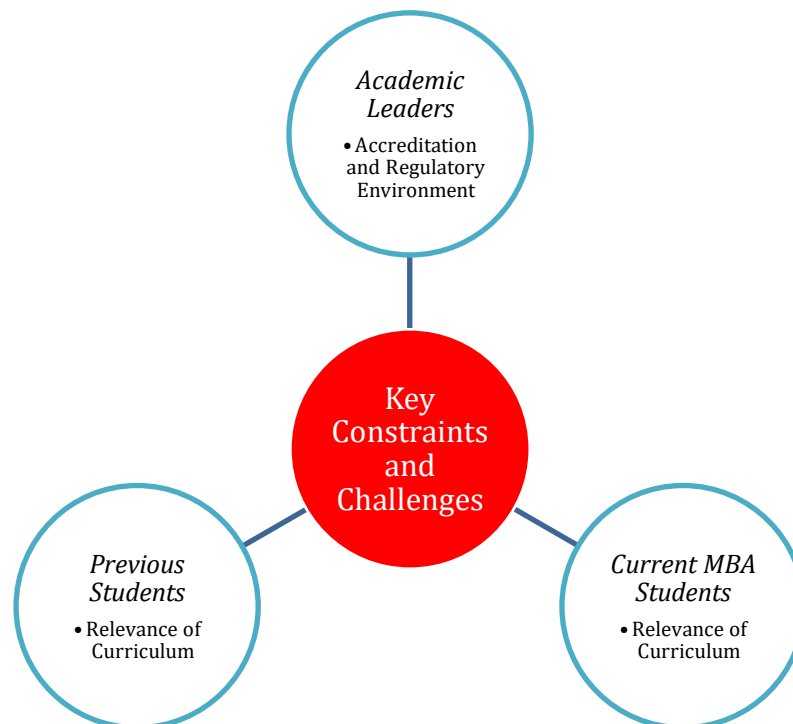 Academic
Leaders
•Accreditation
and Regulatory
Environment
Key
Constraints
and
Challenges
Previous
Students
•Relevance of
Curriculum
Current MBA
Students
•Relevance of
Curriculum